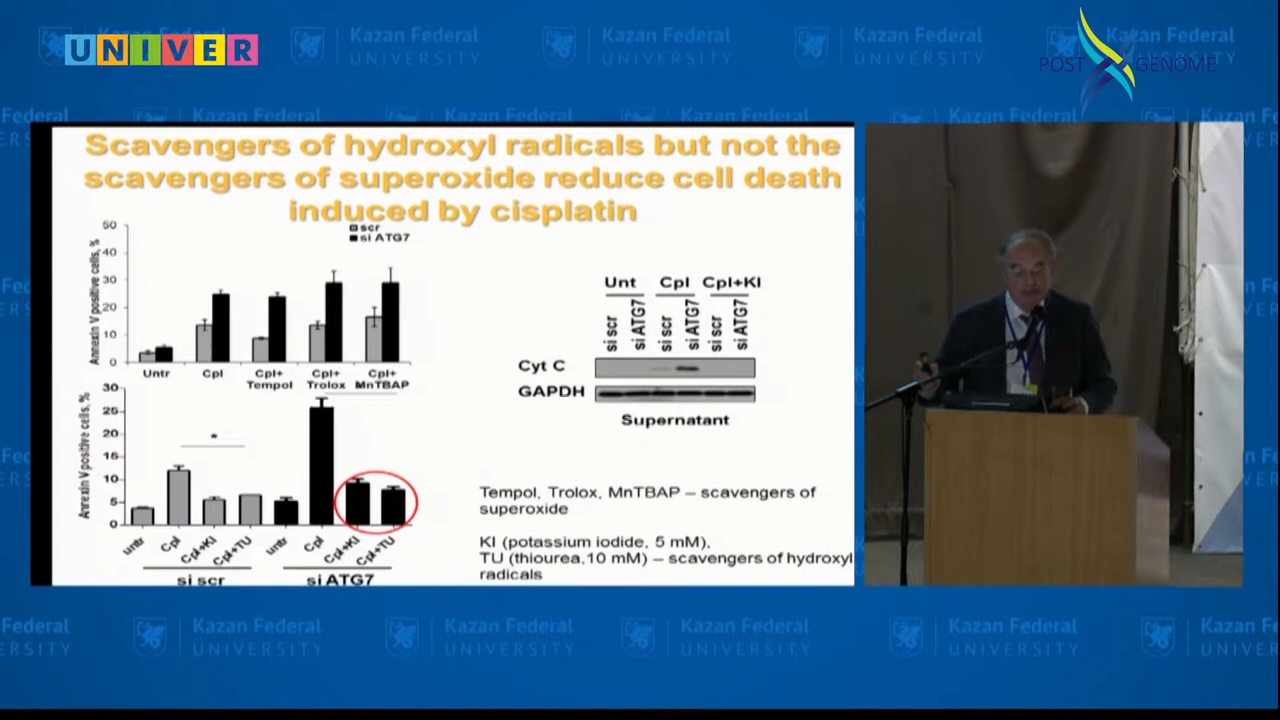 UNIVER
Kazan Federal
UNIVERSITY
POST GENOME
Scavengers of hydroxyl radicals but not the
scavengers of superoxide reduce cell death
induced by cisplatin
scr
si ATG7
Annexin V positive cells, %
50
40
30
20
10
0
Untr
Cpl
Cpl+
Tempol
Cpl+
Trolox
Cpl+
MnTBAP
Annexin V positive cells, %
30
25
20
15
10
5
0
*
untr
Cpl
Cpl+KI
Cpl+TU
untr
Cpl
Cpl+KI
Cpl+TU
si scr
si ATG7
Unt Cpl Cpl+KI
si scr
si ATG7
si scr
si ATG7
si scr
si ATG7
Cyt C
GAPDH
Supernatant
Tempol, Trolox, MnTBAP – scavengers of
superoxide
KI (potassium iodide, 5 mM),
TU (thiourea,10 mM) – scavengers of hydroxyl
radicals
Kazan Federal
UNIVERSITY
Kazan Federal
UNIVERSITY
Kazan Federal
UNIVERSITY
Kazan Federal
UNIVERSITY